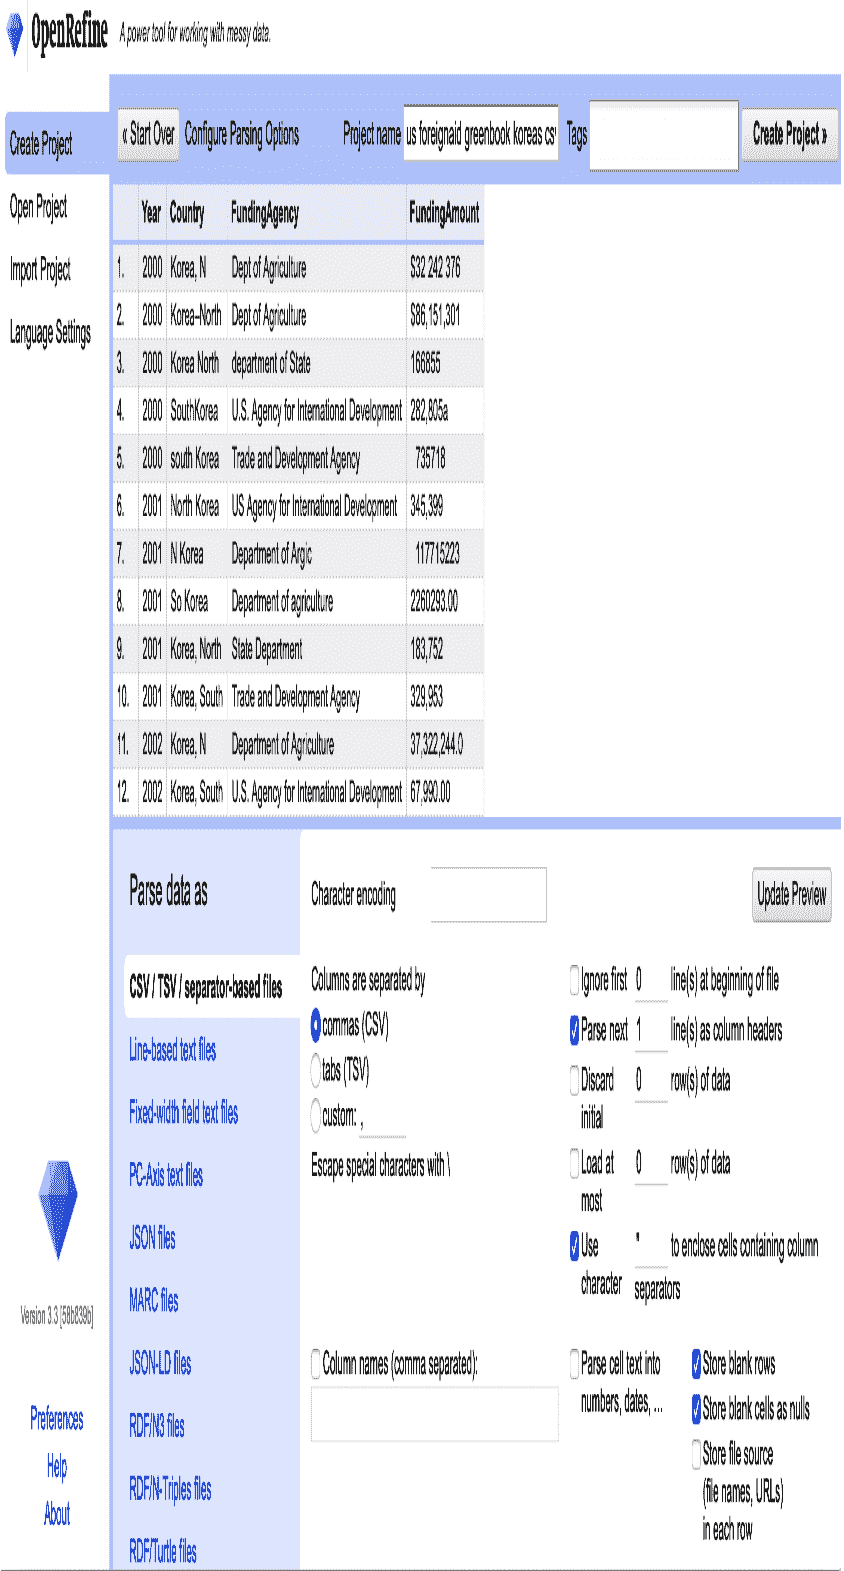 OpenRefine A power tool for working with messy data.
Create Project
Open Project
Import Project
Language Settings
« Start Over Configure Parsing Options Project name us foreignaid greenbook koreas csv Tags Create Project »
Year Country FundingAgency FundingAmount
1. 2000 Korea, N Dept of Agriculture $32 242 376
2. 2000 Korea-North Dept of Agriculture $86,151,301
3. 2000 Korea North department of State 166855
4. 2000 SouthKorea U.S. Agency for International Development 282,805a
5. 2000 south Korea Trade and Development Agency 735718
6. 2001 North Korea US Agency for International Development 345,399
7. 2001 N Korea Department of Argic 117715223
8. 2001 So Korea Department of agriculture 2260293.00
9. 2001 Korea, North State Department 183,752
10. 2001 Korea, South Trade and Development Agency 329,953
11. 2002 Korea, N Department of Agriculture 37,322,244.0
12. 2002 Korea, South U.S. Agency for International Development 67,990.00
Parse data as
CSV / TSV / separator-based files
Line-based text files
Fixed-width field text files
PC-Axis text files
JSON files
MARC files
JSON-LD files
RDF/N3 files
RDF/N-Triples files
RDF/Turtle files
Character encoding
Update Preview
Columns are separated by
commas (CSV)
tabs (TSV)
custom: ,
Escape special characters with \
Ignore first 0 line(s) at beginning of file
Parse next 1 line(s) as column headers
Discard 0 row(s) of data
initial
Load at 0 row(s) of data
most
Use " to enclose cells containing column
character separators
Column names (comma separated):
Parse cell text into
numbers, dates, ...
Store blank rows
Store blank cells as nulls
Store file source
(file names, URLs)
in each row
Version 3.3 [58b839b]
Preferences
Help
About